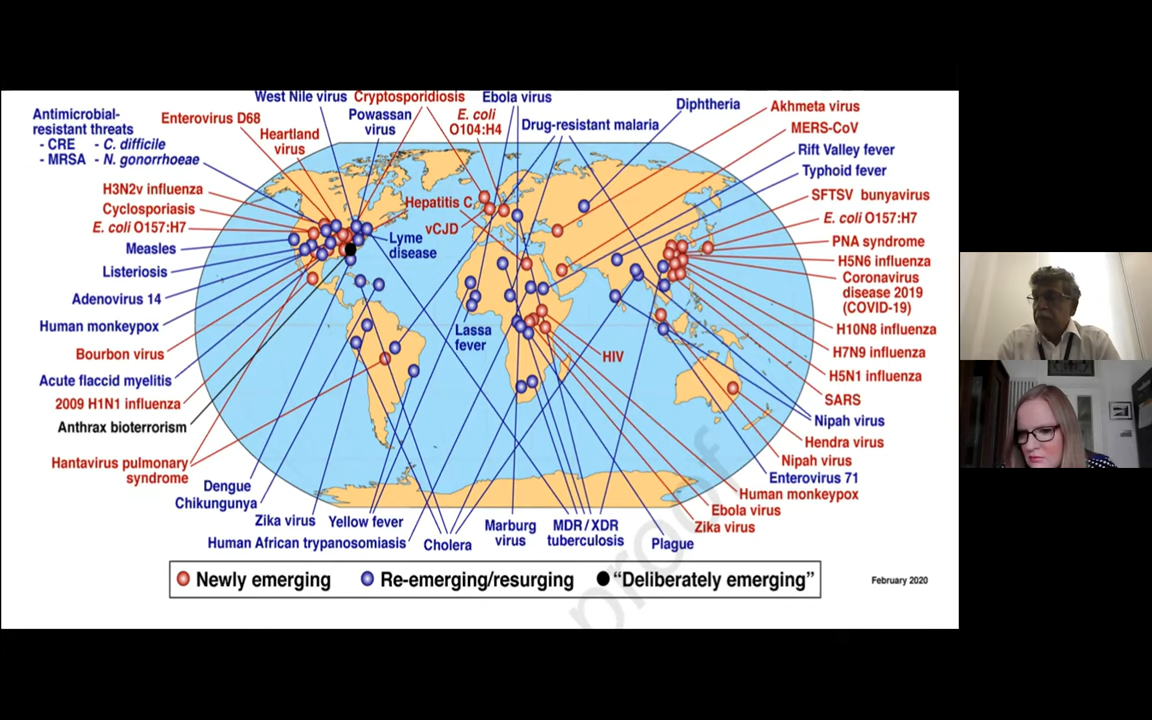 West Nile virus
Cryptosporidiosis
Ebola virus
Antimicrobial-
resistant threats
- CRE - C. difficile
- MRSA - N. gonorrhoeae
Enterovirus D68
Heartland
virus
Powassan
virus
E. coli
O104:H4
Drug-resistant malaria
Diphtheria
Akhmeta virus
MERS-CoV
Rift Valley fever
Typhoid fever
SFTSV bunyavirus
E. coli O157:H7
PNA syndrome
H5N6 influenza
Coronavirus
disease 2019
(COVID-19)
H10N8 influenza
H7N9 influenza
H5N1 influenza
SARS
Nipah virus
Hendra virus
Nipah virus
Enterovirus 71
Human monkeypox
Ebola virus
Zika virus
H3N2v influenza
Cyclosporiasis
E. coli O157:H7
Measles
Listeriosis
Adenovirus 14
Human monkeypox
Bourbon virus
Acute flaccid myelitis
2009 H1N1 influenza
Anthrax bioterrorism
Hantavirus pulmonary
syndrome
Hepatitis C
vCJD
Lyme
disease
Lassa
fever
HIV
Dengue
Chikungunya
Zika virus
Yellow fever
Human African trypanosomiasis
Cholera
Marburg
virus
MDR/XDR
tuberculosis
Plague
Newly emerging
Re-emerging/resurging
“Deliberately emerging”
February 2020
proof